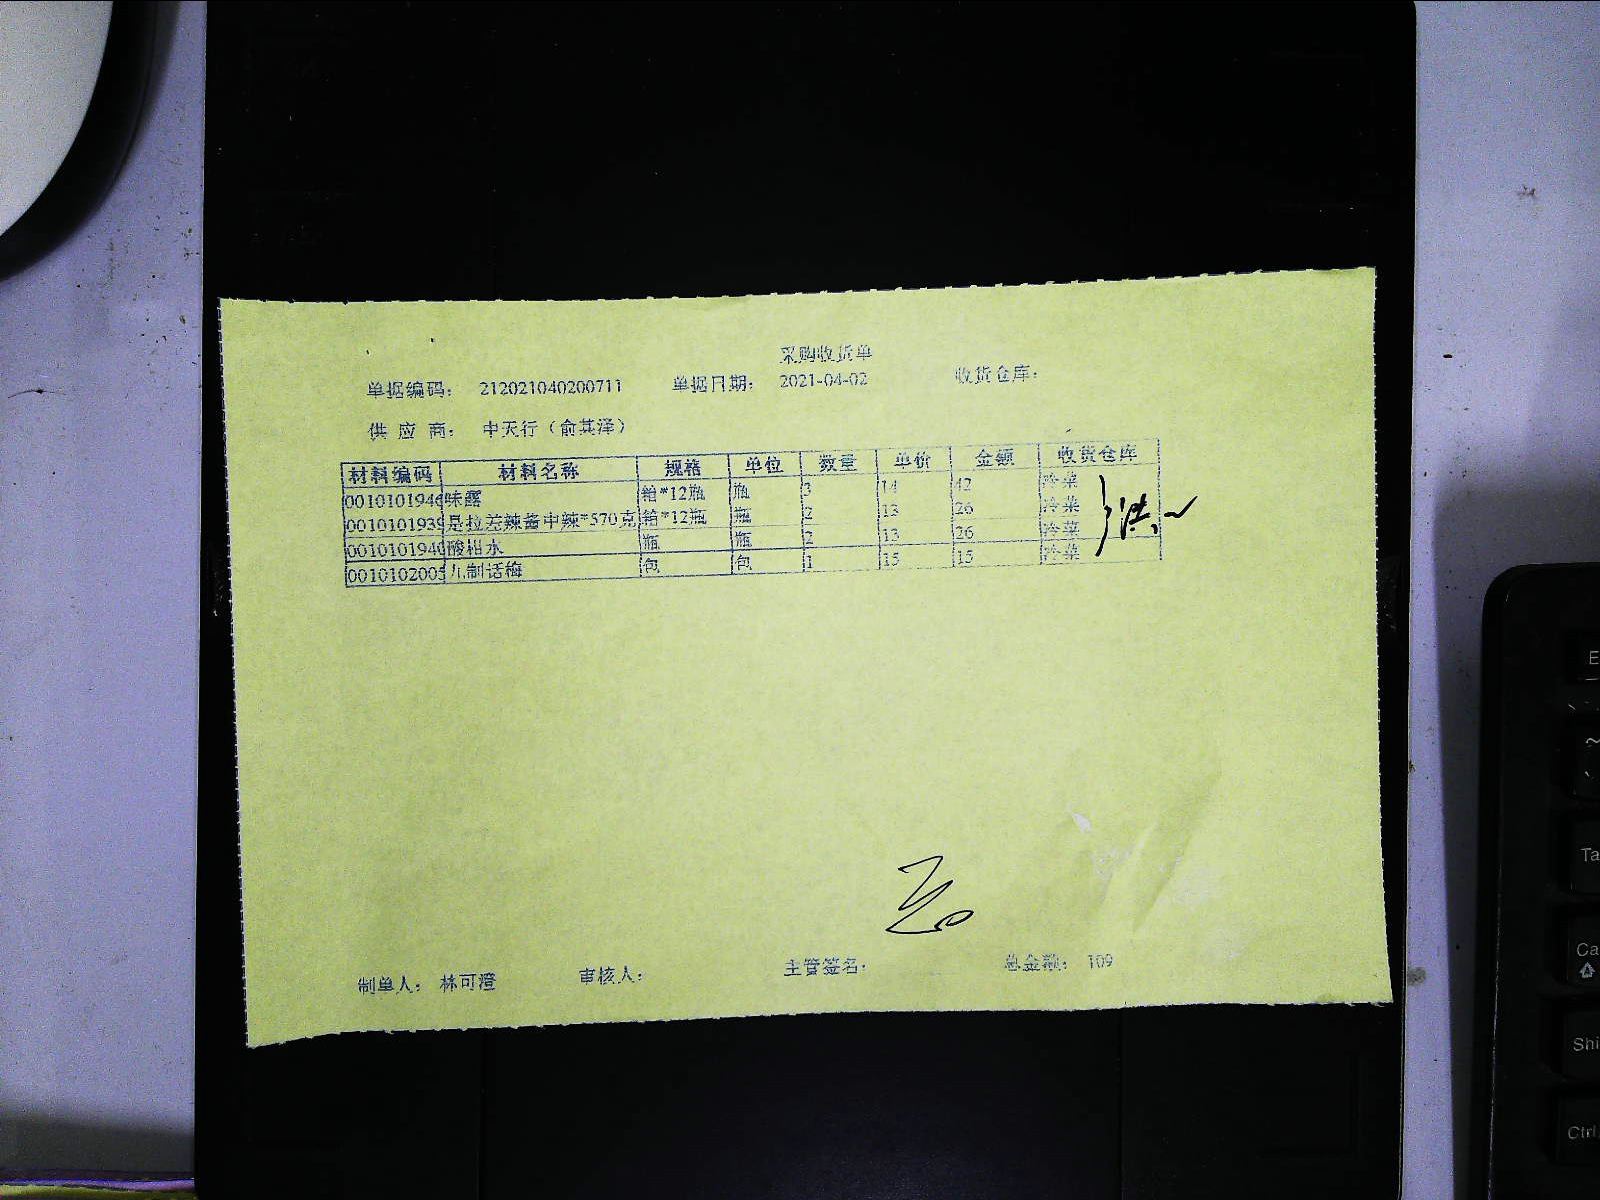 采购收货单
单据编码： 212021040200711 单据日期： 2021-04-02 收货仓库：
供 应 商： 中天行（俞其泽）
材料编码 材料名称 规格 单位 数量 单价 金额 收货仓库
0010101946 味露 箱*12瓶 瓶 3 14 42 冷菜
0010101939 是拉差辣酱中辣*570克 箱*12瓶 瓶 2 13 26 冷菜
0010101940 酸柑水 瓶 瓶 2 13 26 冷菜
0010102005 九制话梅 包 包 1 15 15 冷菜
制单人： 林可澄 审核人： 主管签名： 总金额： 109
E
~
Ta
Ca
Shi
Ctrl